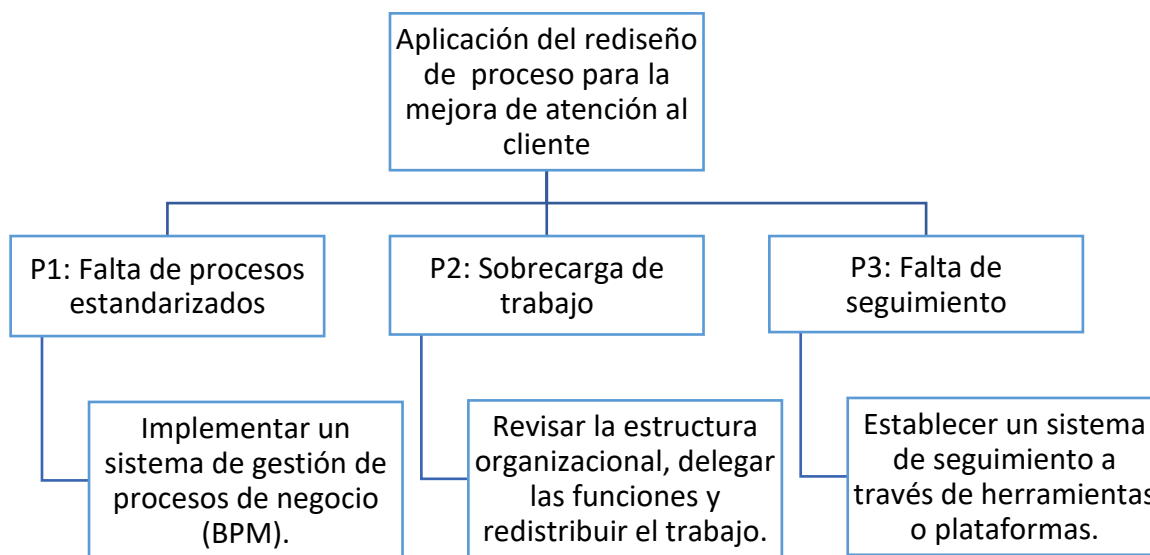 Aplicación del rediseño
de proceso para la
mejora de atención al
cliente
P1: Falta de procesos
estandarizados
P2: Sobrecarga de
trabajo
P3: Falta de
seguimiento
Implementar un
sistema de gestión de
procesos de negocio
(BPM).
Revisar la estructura
organizacional, delegar
las funciones y
redistribuir el trabajo.
Establecer un sistema
de seguimiento a
través de herramientas
o plataformas.